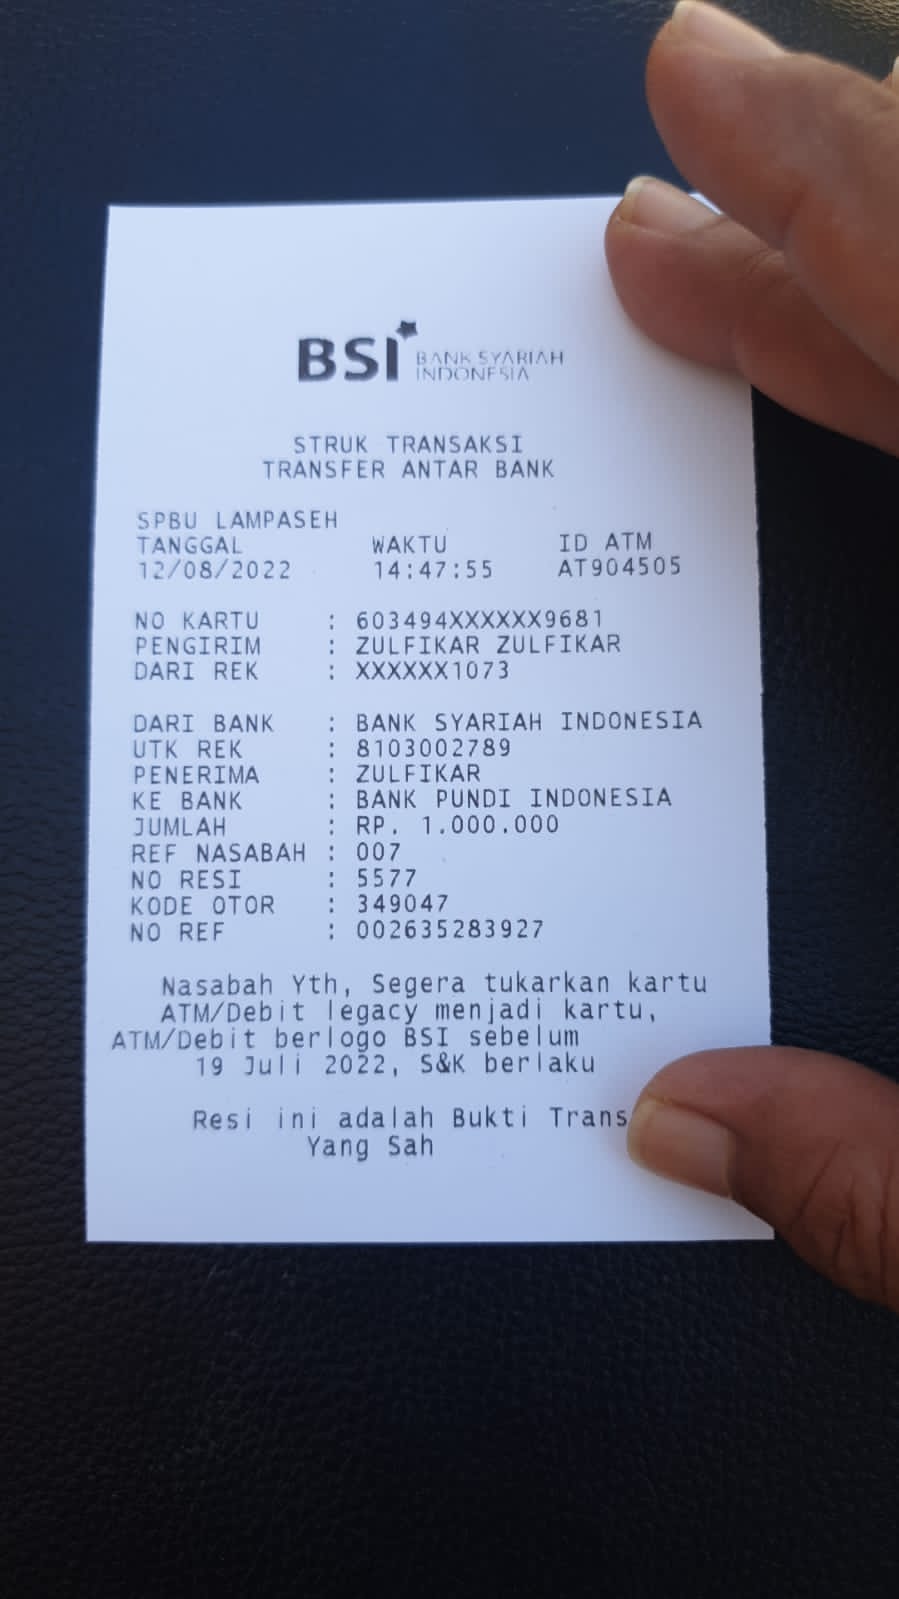 BSI BANK SYARIAH
INDONESIA
STRUK TRANSAKSI
TRANSFER ANTAR BANK
SPBU LAMPASEH
TANGGAL WAKTU ID ATM
12/08/2022 14:47:55 AT904505
NO KARTU : 603494XXXXXX9681
PENGIRIM : ZULFIKAR ZULFIKAR
DARI REK : XXXXXX1073
DARI BANK : BANK SYARIAH INDONESIA
UTK REK : 8103002789
PENERIMA : ZULFIKAR
KE BANK : BANK PUNDI INDONESIA
JUMLAH : RP. 1.000.000
REF NASABAH : 007
NO RESI : 5577
KODE OTOR : 349047
NO REF : 002635283927
Nasabah Yth, Segera tukarkan kartu
ATM/Debit legacy menjadi kartu,
ATM/Debit berlogo BSI sebelum
19 Juli 2022, S&K berlaku
Resi ini adalah Bukti Trans
Yang Sah